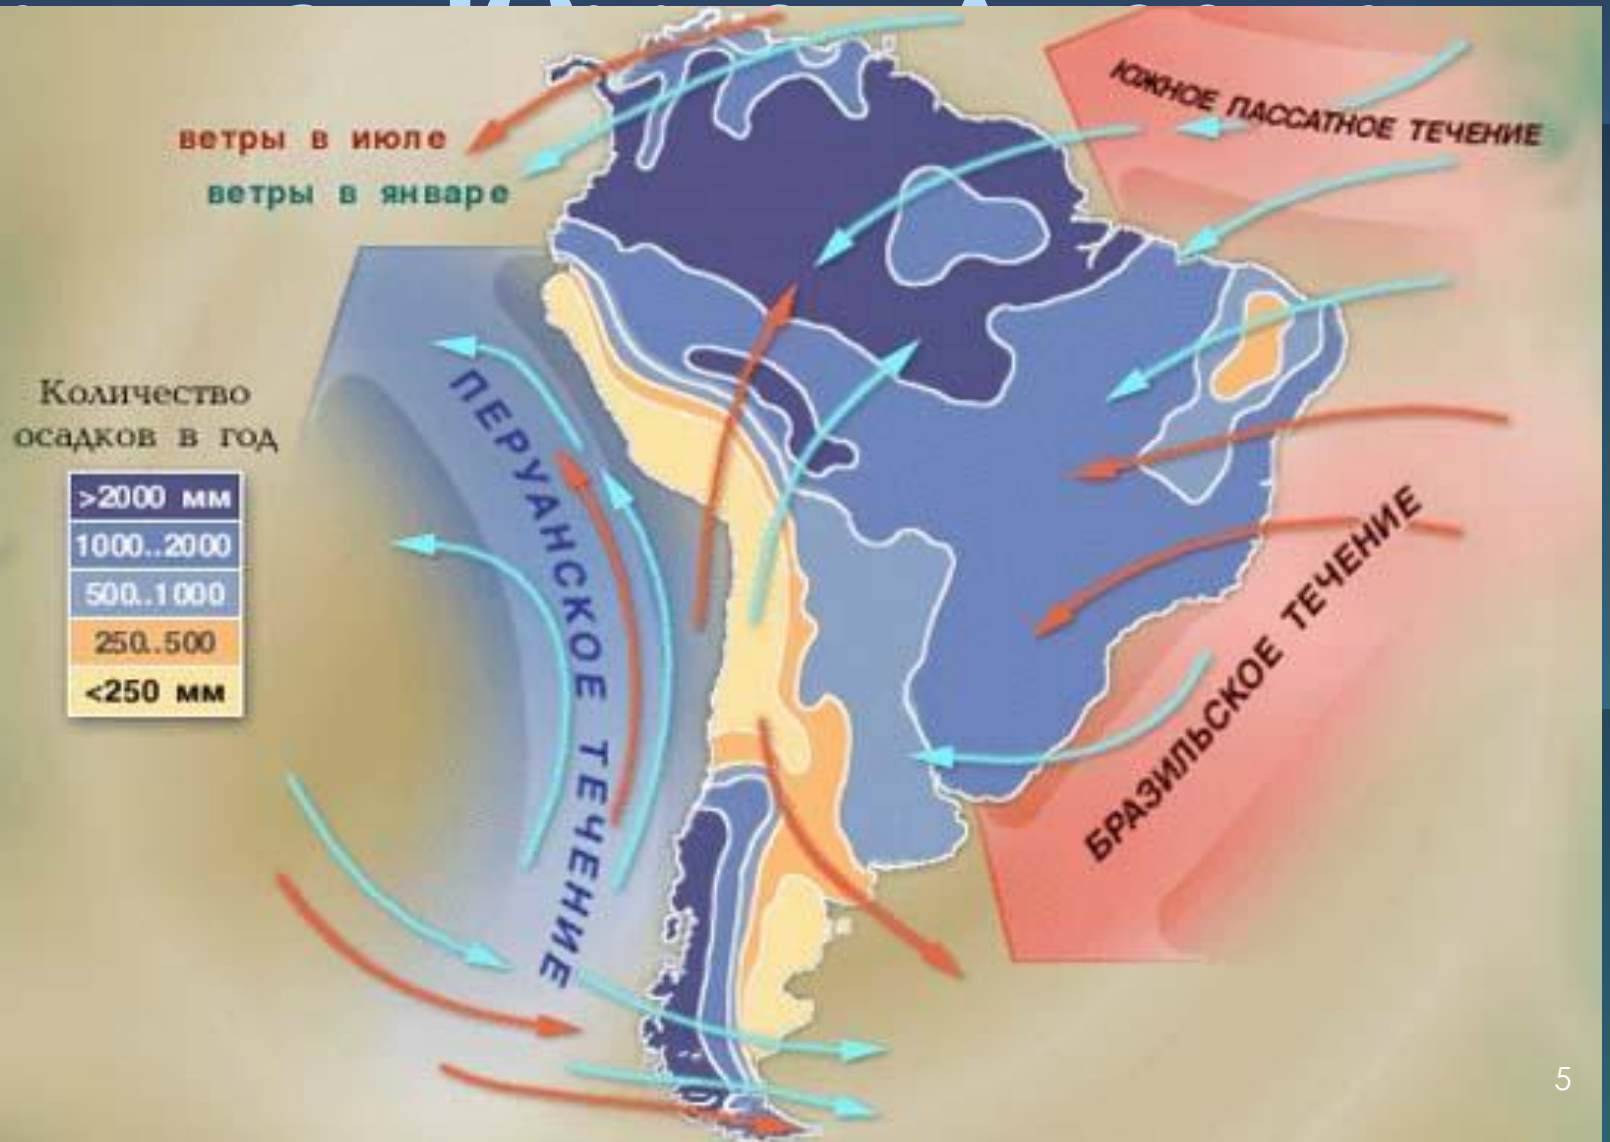 ЮЖНОЕ ПАССАТНОЕ ТЕЧЕНИЕ
ветры в июле
ветры в январе
Количество
осадков в год
>2000 мм
1000..2000
500..1000
250..500
<250 мм
ПЕРУАНСКОЕ ТЕЧЕНИЕ
БРАЗИЛЬСКОЕ ТЕЧЕНИЕ
5